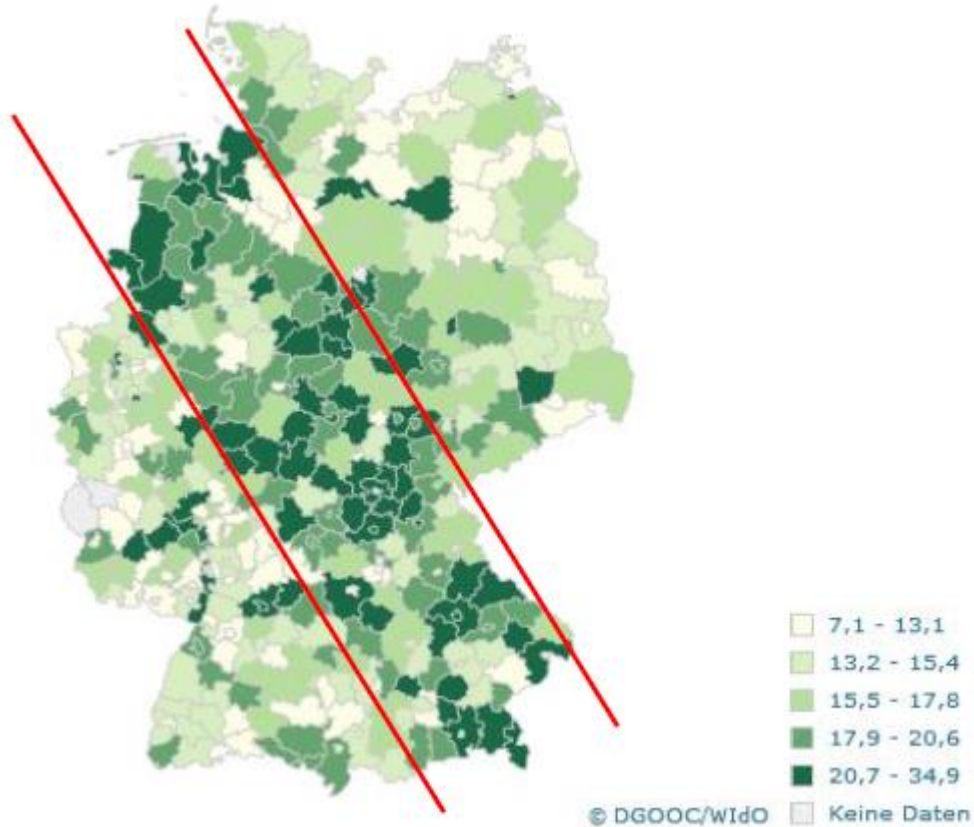 7,1 - 13,1
13,2 - 15,4
15,5 - 17,8
17,9 - 20,6
20,7 - 34,9
© DGOOC/WIdO
Keine Daten